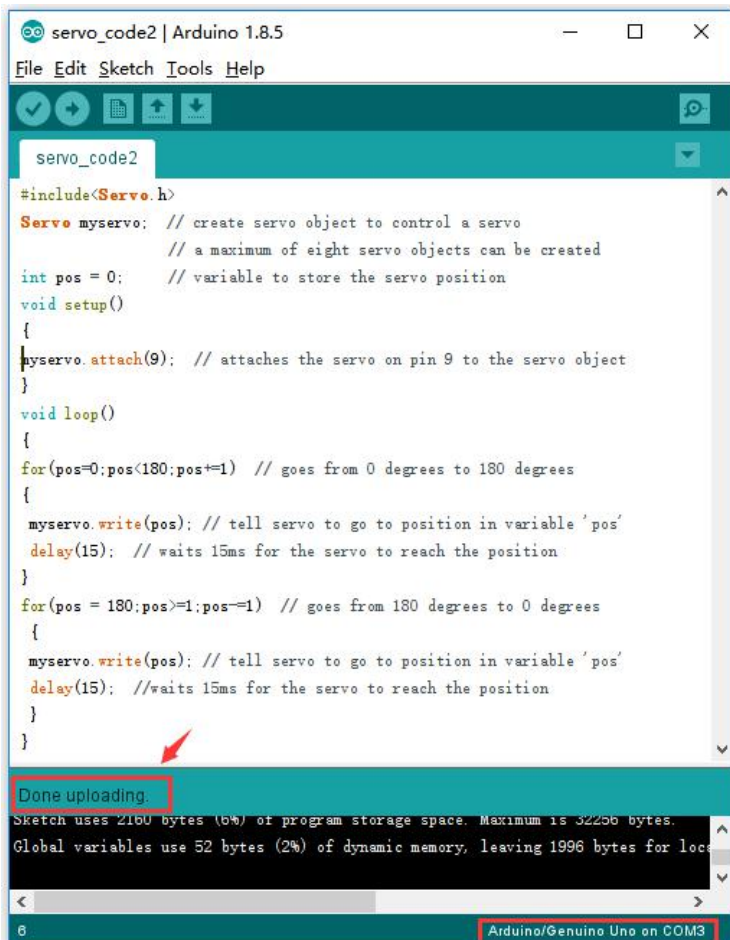 servo_code2 | Arduino 1.8.5
File Edit Sketch Tools Help
servo_code2
#include<Servo.h>
Servo myservo;  // create servo object to control a servo
// a maximum of eight servo objects can be created
int pos = 0;    // variable to store the servo position
void setup()
{
myservo.attach(9);  // attaches the servo on pin 9 to the servo object
}
void loop()
{
for(pos=0;pos<180;pos+=1)  // goes from 0 degrees to 180 degrees
{
myservo.write(pos); // tell servo to go to position in variable 'pos'
delay(15);  // waits 15ms for the servo to reach the position
}
for(pos = 180;pos>=1;pos-=1)  // goes from 180 degrees to 0 degrees
{
myservo.write(pos); // tell servo to go to position in variable 'pos'
delay(15);  //waits 15ms for the servo to reach the position
}
}
Done uploading.
Sketch uses 2160 bytes (6%) of program storage space. Maximum is 32256 bytes.
Global variables use 52 bytes (2%) of dynamic memory, leaving 1996 bytes for loca
6
Arduino/Genuino Uno on COM3